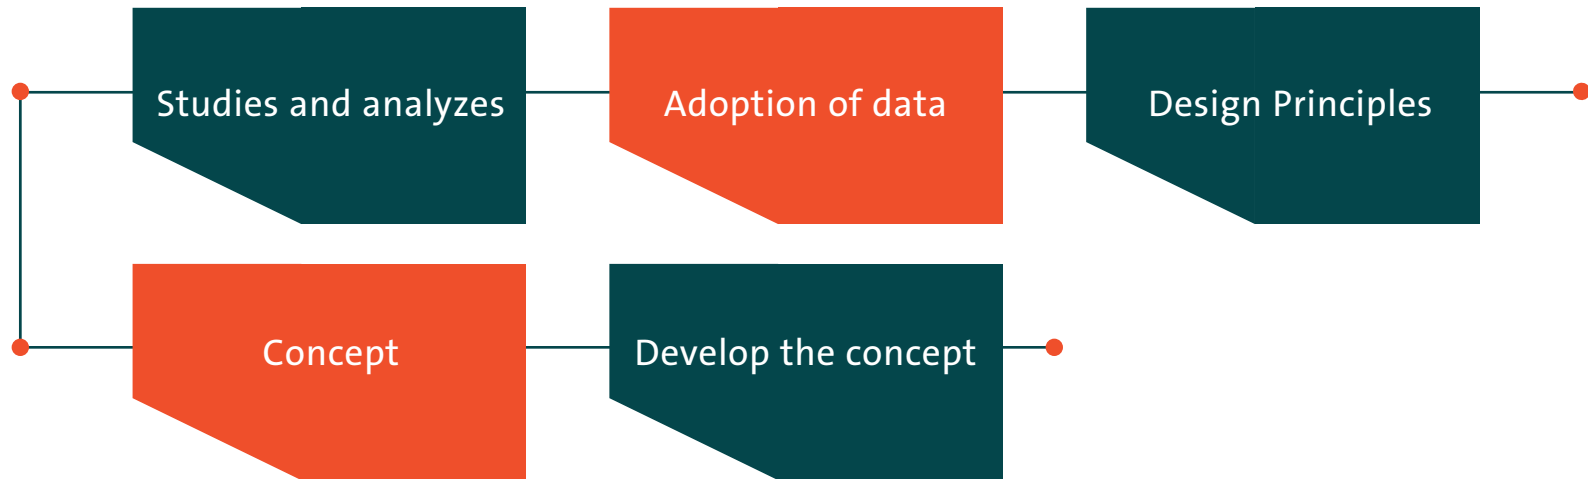 Studies and analyzes
Adoption of data
Design Principles
Concept
Develop the concept